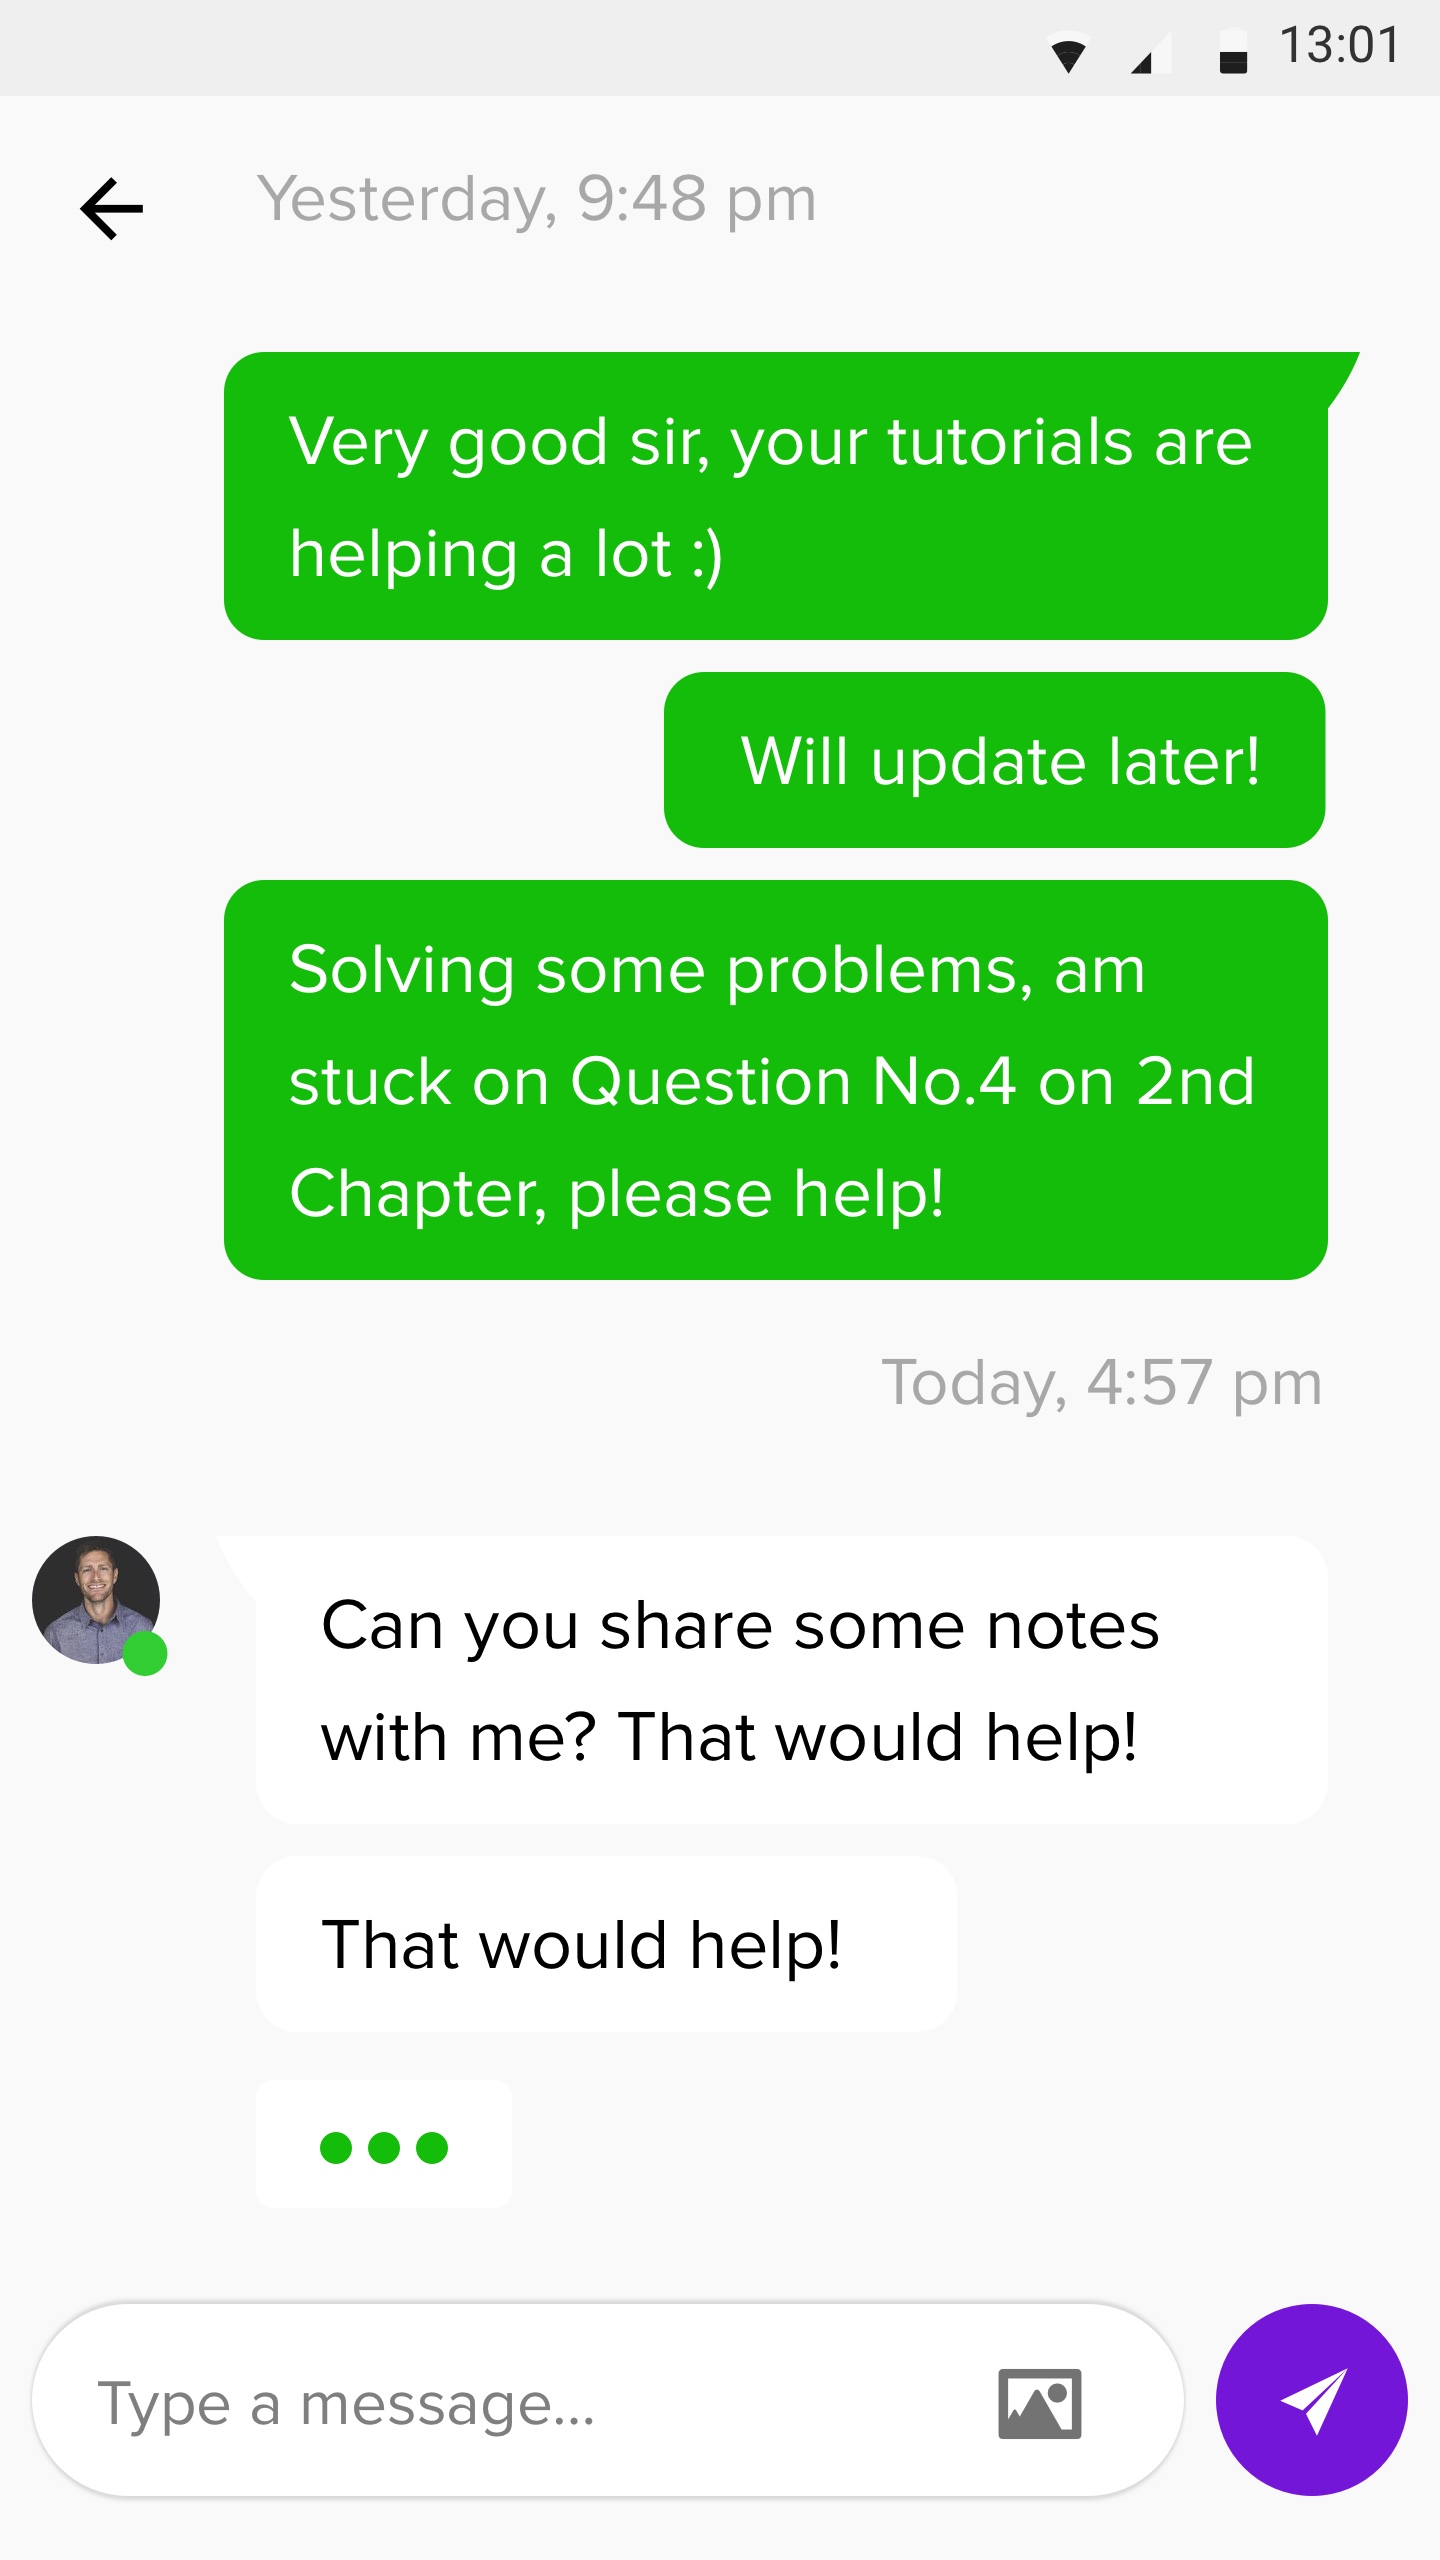 13:01
Yesterday, 9:48 pm
Very good sir, your tutorials are
helping a lot :)
Will update later!
Solving some problems, am
stuck on Question No.4 on 2nd
Chapter, please help!
Today, 4:57 pm
Can you share some notes
with me? That would help!
That would help!
Type a message...